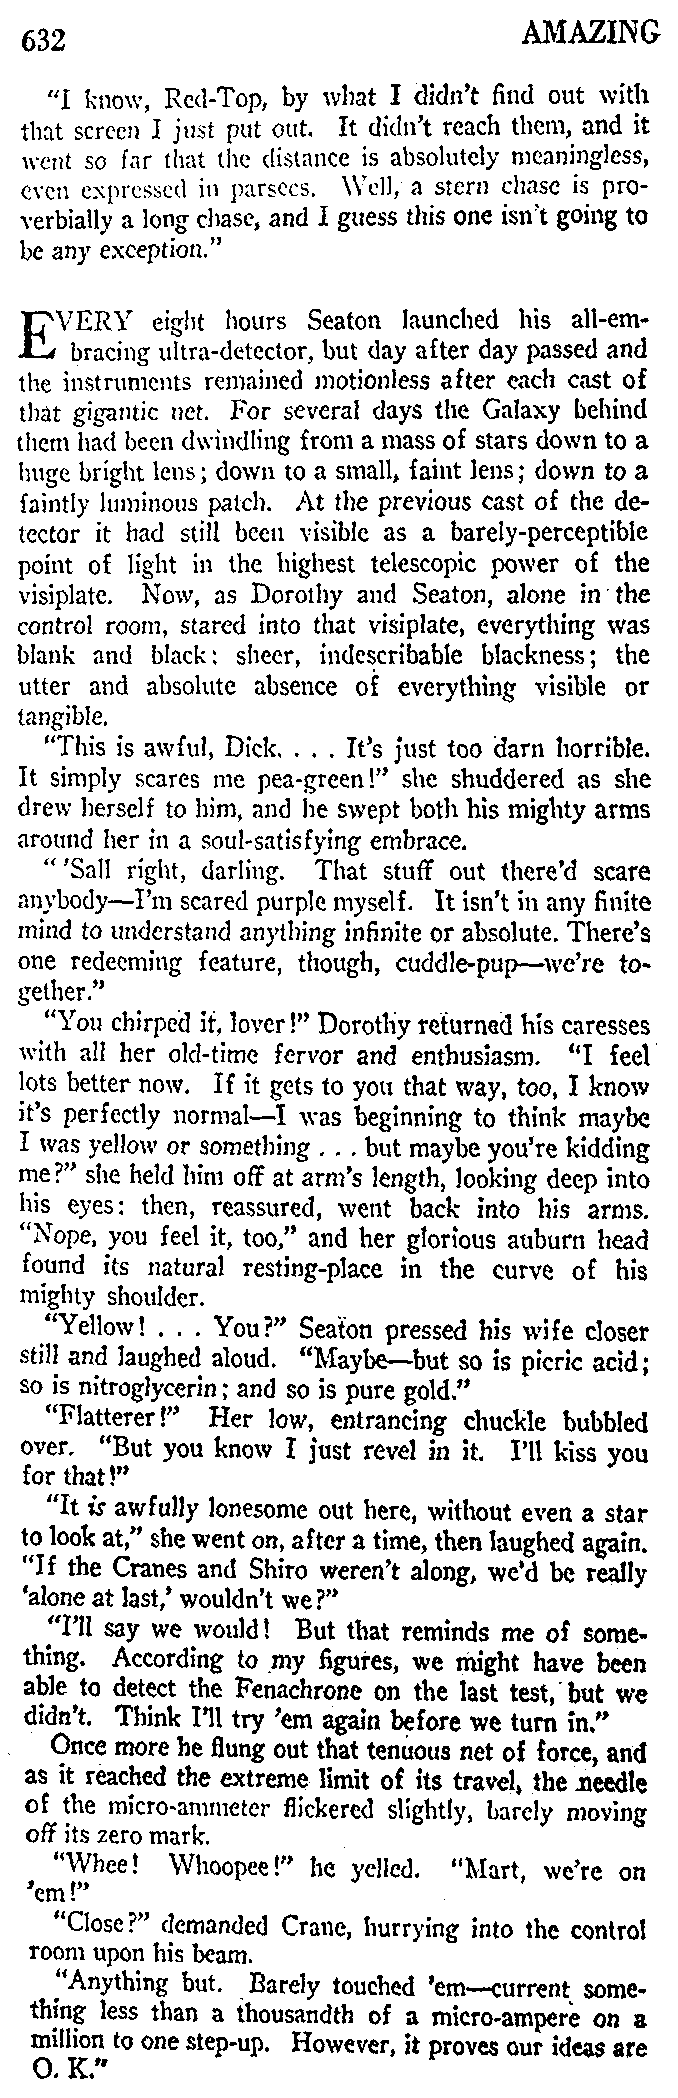 632
AMAZING
"I know, Red-Top, by what I didn't find out with
that screen I just put out. It didn't reach them, and it
went so far that the distance is absolutely meaningless,
even expressed in parsecs. Well, a stern chase is pro-
verbially a long chase, and I guess this one isn't going to
be any exception."
EVERY eight hours Seaton launched his all-em-
bracing ultra-detector, but day after day passed and
the instruments remained motionless after each cast of
that gigantic net. For several days the Galaxy behind
them had been dwindling from a mass of stars down to a
huge bright lens; down to a small, faint lens; down to a
faintly luminous patch. At the previous cast of the de-
tector it had still been visible as a barely-perceptible
point of light in the highest telescopic power of the
visiplate. Now, as Dorothy and Seaton, alone in the
control room, stared into that visiplate, everything was
blank and black: sheer, indescribable blackness; the
utter and absolute absence of everything visible or
tangible.
"This is awful, Dick. . . . It's just too darn horrible.
It simply scares me pea-green!" she shuddered as she
drew herself to him, and he swept both his mighty arms
around her in a soul-satisfying embrace.
" 'Sall right, darling. That stuff out there'd scare
anybody—I'm scared purple myself. It isn't in any finite
mind to understand anything infinite or absolute. There's
one redeeming feature, though, cuddle-pup—we're to-
gether."
"You chirped it, lover!" Dorothy returned his caresses
with all her old-time fervor and enthusiasm. "I feel
lots better now. If it gets to you that way, too, I know
it's perfectly normal—I was beginning to think maybe
I was yellow or something . . . but maybe you're kidding
me?" she held him off at arm's length, looking deep into
his eyes: then, reassured, went back into his arms.
"Nope, you feel it, too," and her glorious auburn head
found its natural resting-place in the curve of his
mighty shoulder.
"Yellow! . . . You?" Seaton pressed his wife closer
still and laughed aloud. "Maybe—but so is picric acid;
so is nitroglycerin; and so is pure gold."
"Flatterer!" Her low, entrancing chuckle bubbled
over. "But you know I just revel in it. I'll kiss you
for that!"
"It is awfully lonesome out here, without even a star
to look at," she went on, after a time, then laughed again.
"If the Cranes and Shiro weren't along, we'd be really
'alone at last,' wouldn't we?"
"I'll say we would! But that reminds me of some-
thing. According to my figures, we might have been
able to detect the Fenachrone on the last test, but we
didn't. Think I'll try 'em again before we turn in."
Once more he flung out that tenuous net of force, and
as it reached the extreme limit of its travel, the needle
of the micro-ammeter flickered slightly, barely moving
off its zero mark.
"Whee! Whoopee!" he yelled. "Mart, we're on
'em!"
"Close?" demanded Crane, hurrying into the control
room upon his beam.
"Anything but. Barely touched 'em—current some-
thing less than a thousandth of a micro-ampere on a
million to one step-up. However, it proves our ideas are
O. K."